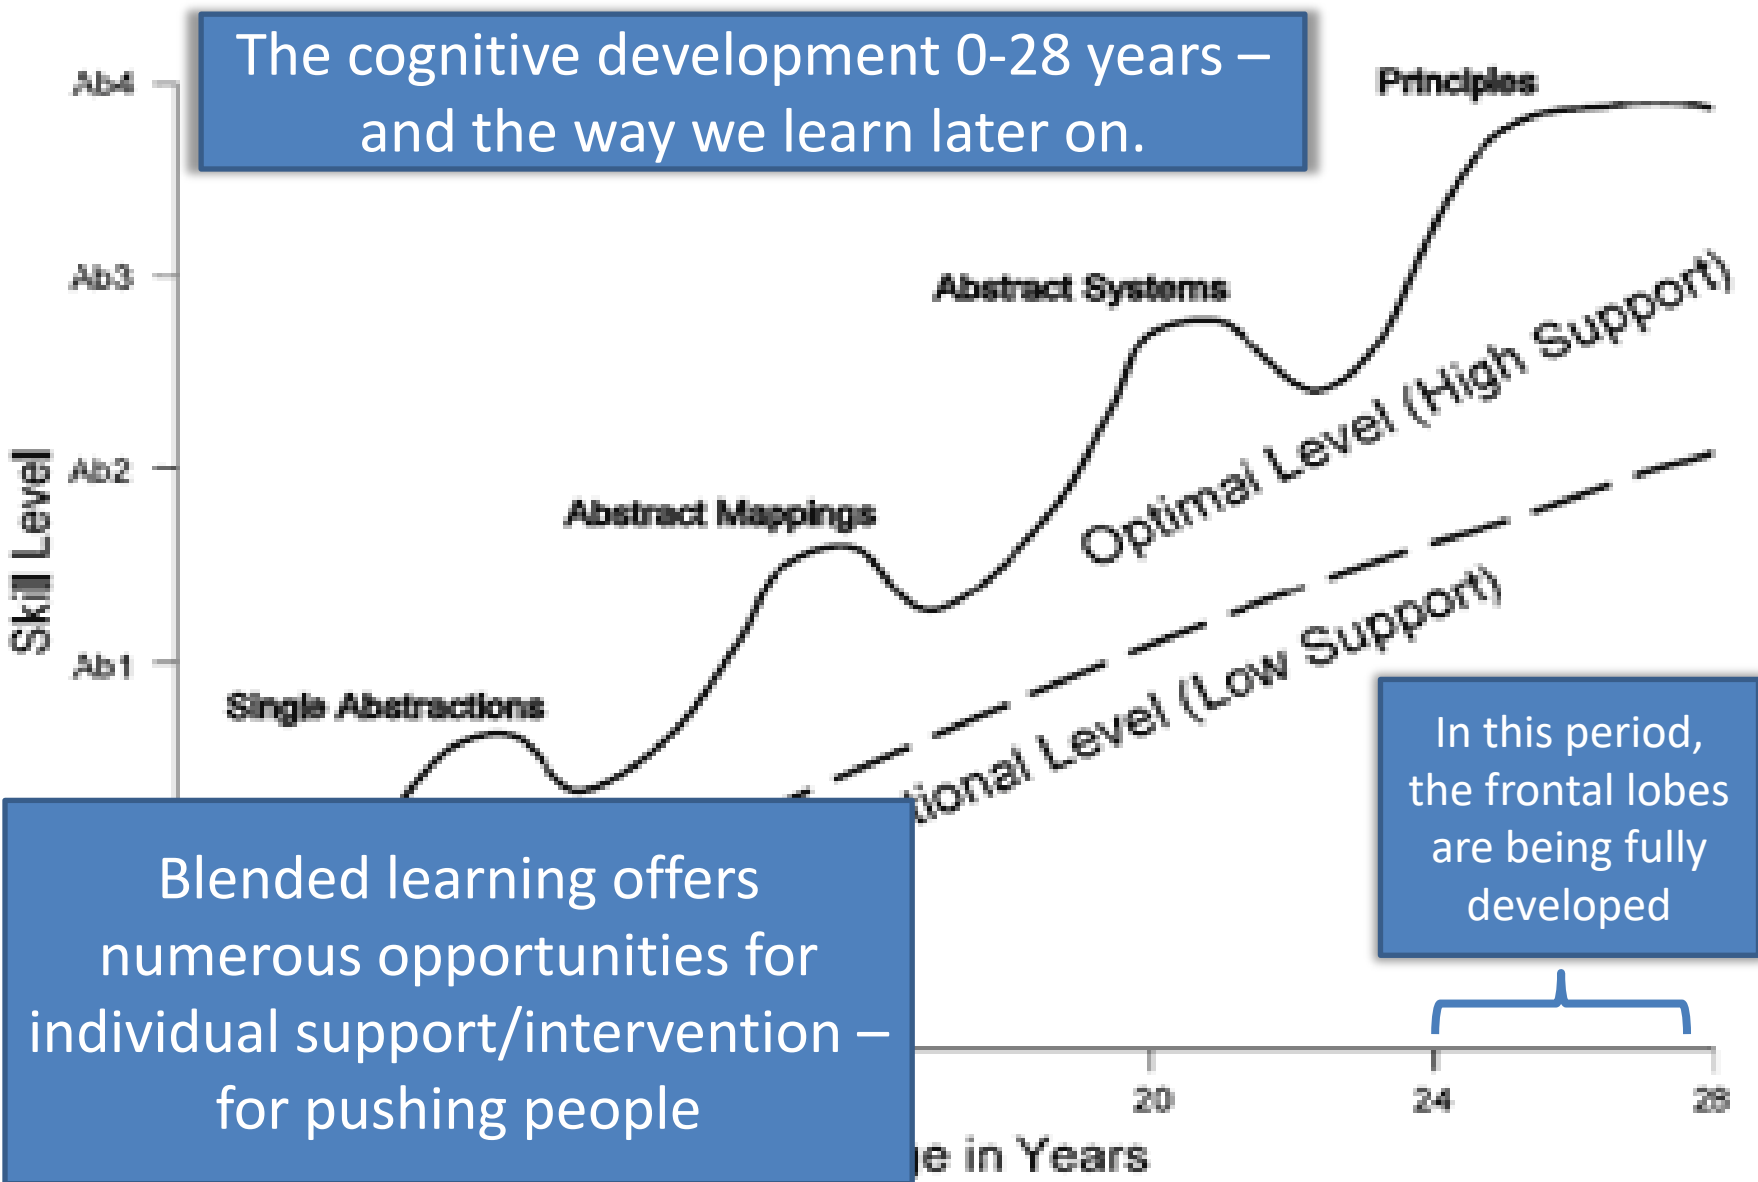 The cognitive development 0-28 years –
and the way we learn later on.
Principles
Ab4
Ab3
Abstract Systems
Optimal Level (High Support)
Ab2
Abstract Mappings
Skill Level
Ab1
Single Abstractions
tional Level (Low Support)
In this period,
the frontal lobes
are being fully
developed
Blended learning offers
numerous opportunities for
individual support/intervention –
for pushing people
20
24
28
e in Years